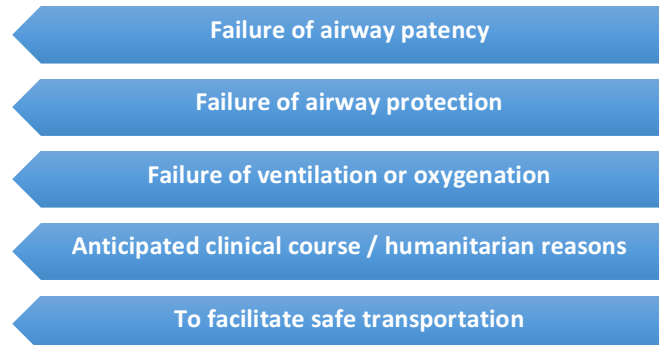 Failure of airway patency
Failure of airway protection
Failure of ventilation or oxygenation
Anticipated clinical course / humanitarian reasons
To facilitate safe transportation